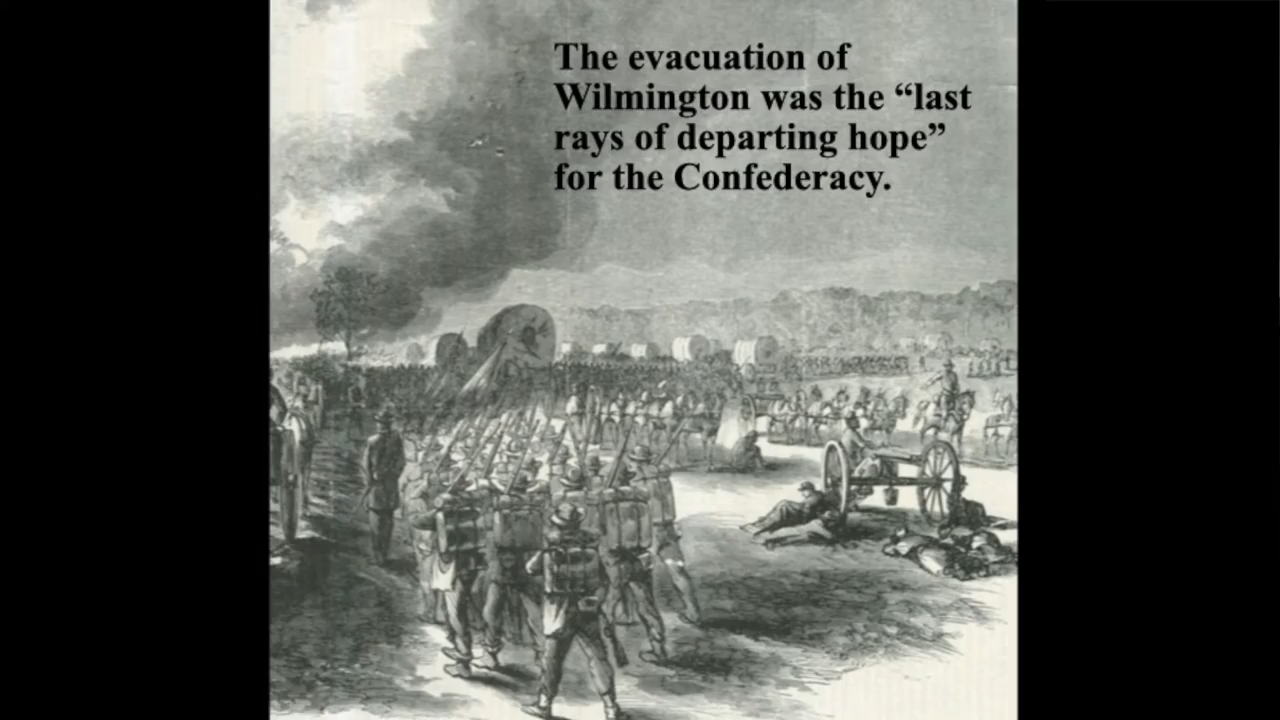 The evacuation of
Wilmington was the “last
rays of departing hope”
for the Confederacy.